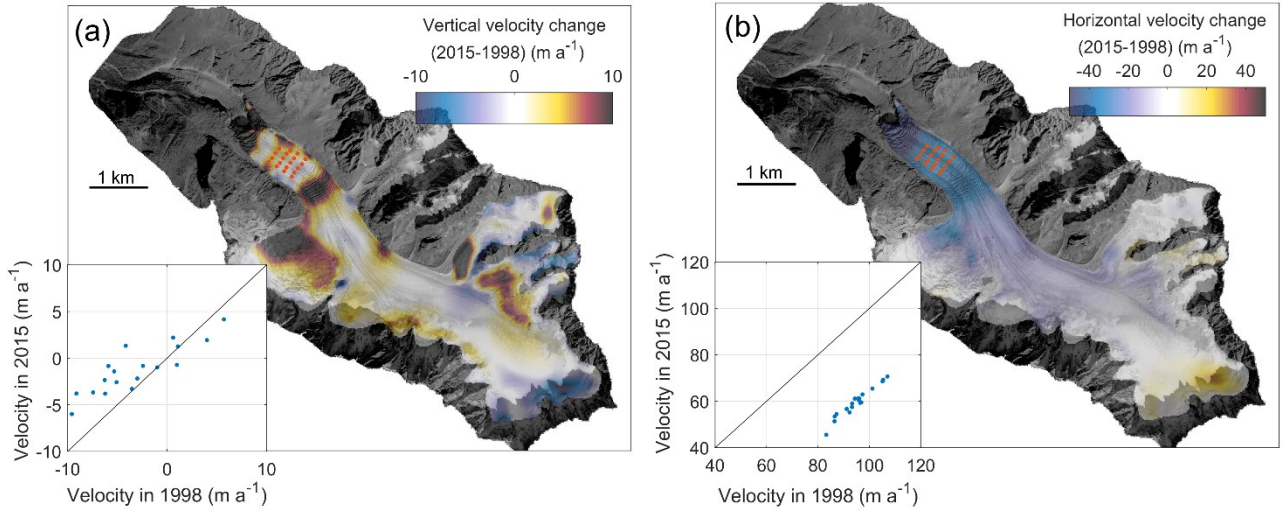 (a)
Vertical velocity change
(2015-1998) (m a⁻¹)
-10 0 10
1 km
10
5
0
-5
-10
-10 0 10
Velocity in 2015 (m a⁻¹)
Velocity in 1998 (m a⁻¹)
(b)
Horizontal velocity change
(2015-1998) (m a⁻¹)
-40 -20 0 20 40
1 km
120
100
80
60
40
40 60 80 100 120
Velocity in 2015 (m a⁻¹)
Velocity in 1998 (m a⁻¹)